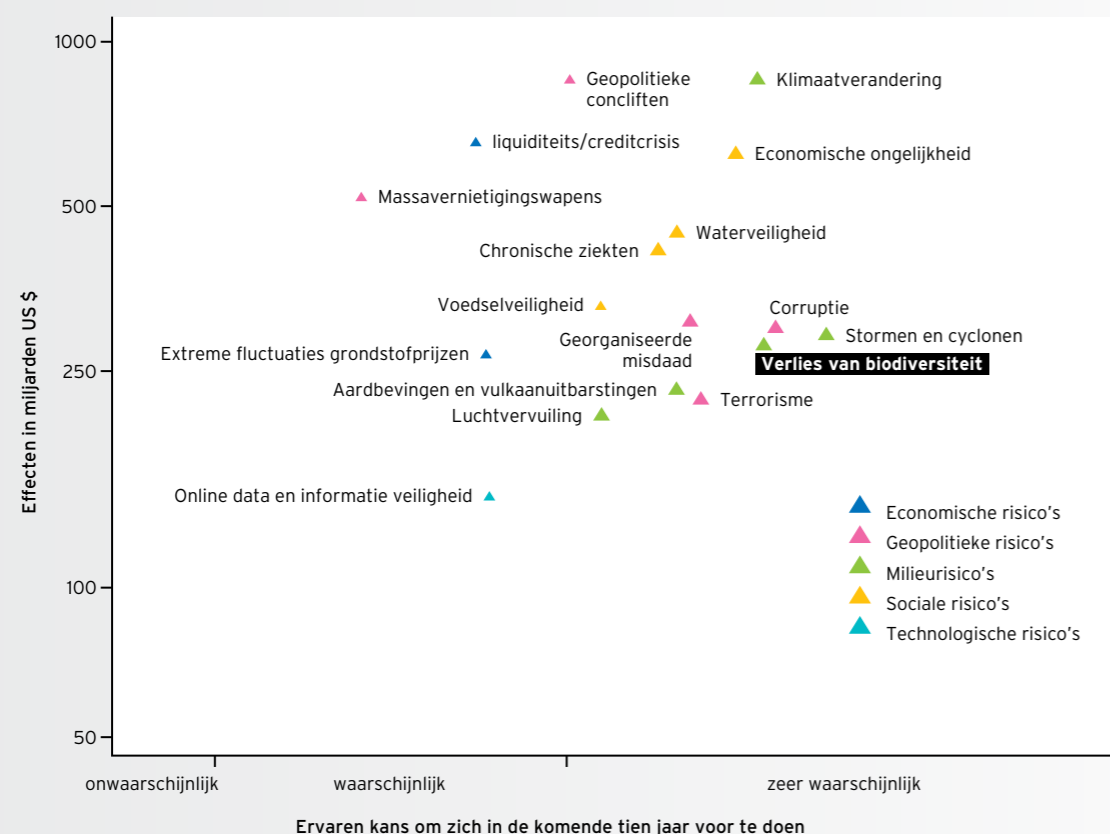 1000
Geopolitieke
concliften
Klimaatverandering
liquiditeits/creditcrisis
Economische ongelijkheid
500
Massavernietigingswapens
Waterveiligheid
Chronische ziekten
Voedselveiligheid
Corruptie
Georganiseerde
misdaad
Stormen en cyclonen
Extreme fluctuaties grondstofprijzen
Verlies van biodiversiteit
250
Aardbevingen en vulkaanuitbarstingen
Terrorisme
Luchtvervuiling
Online data en informatie veiligheid
Economische risico's
Geopolitieke risico's
Milieurisico's
Sociale risico's
Technologische risico's
100
50
Effecten in miljarden US $
onwaarschijnlijk
waarschijnlijk
zeer waarschijnlijk
Ervaren kans om zich in de komende tien jaar voor te doen